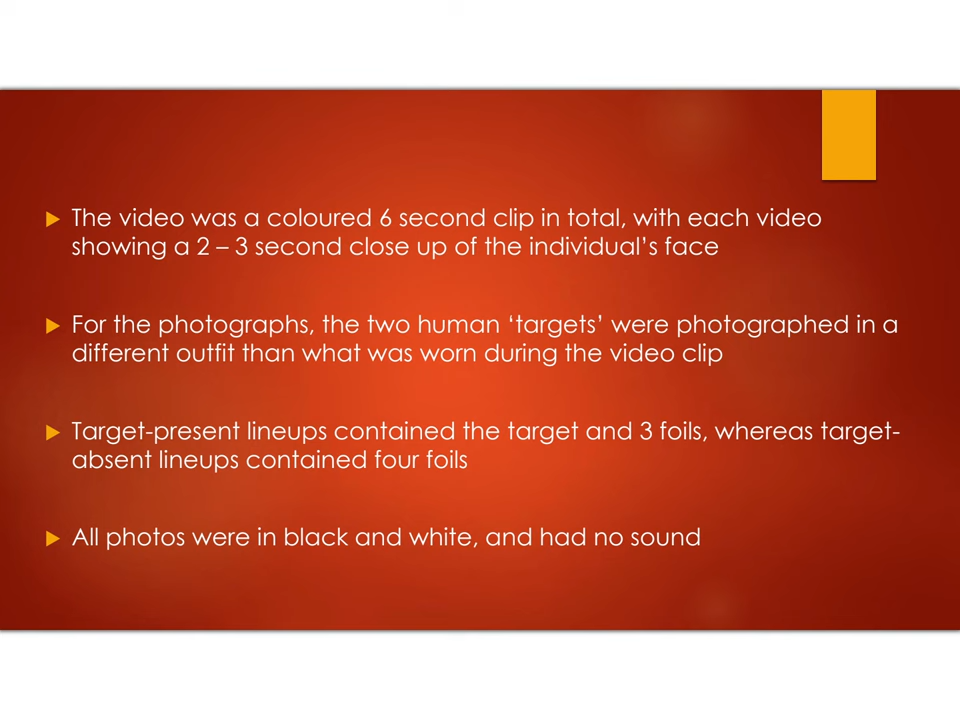 The video was a coloured 6 second clip in total, with each video
showing a 2 – 3 second close up of the individual’s face
For the photographs, the two human ‘targets’ were photographed in a
different outfit than what was worn during the video clip
Target-present lineups contained the target and 3 foils, whereas target-
absent lineups contained four foils
All photos were in black and white, and had no sound